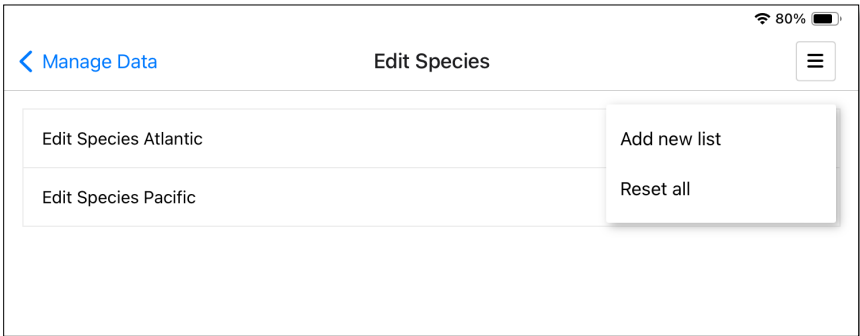 80%
Manage Data
Edit Species
Edit Species Atlantic
Add new list
Edit Species Pacific
Reset all